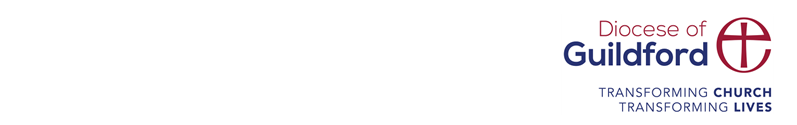 Diocese of
Guildford
TRANSFORMING CHURCH
TRANSFORMING LIVES